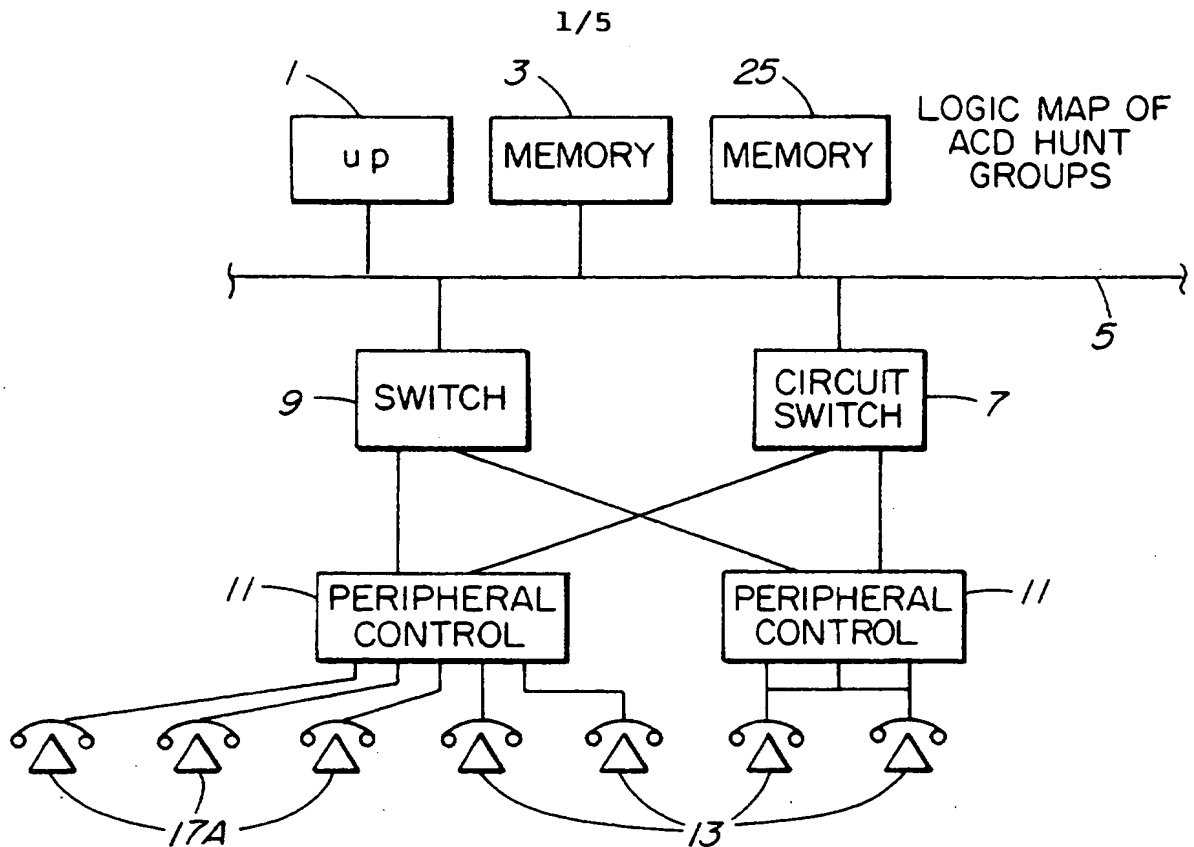 1/5
1
3
25
LOGIC MAP OF
ACD HUNT
GROUPS
up
MEMORY
MEMORY
5
9
SWITCH
CIRCUIT
SWITCH
7
11
PERIPHERAL
CONTROL
PERIPHERAL
CONTROL
11
17A
13